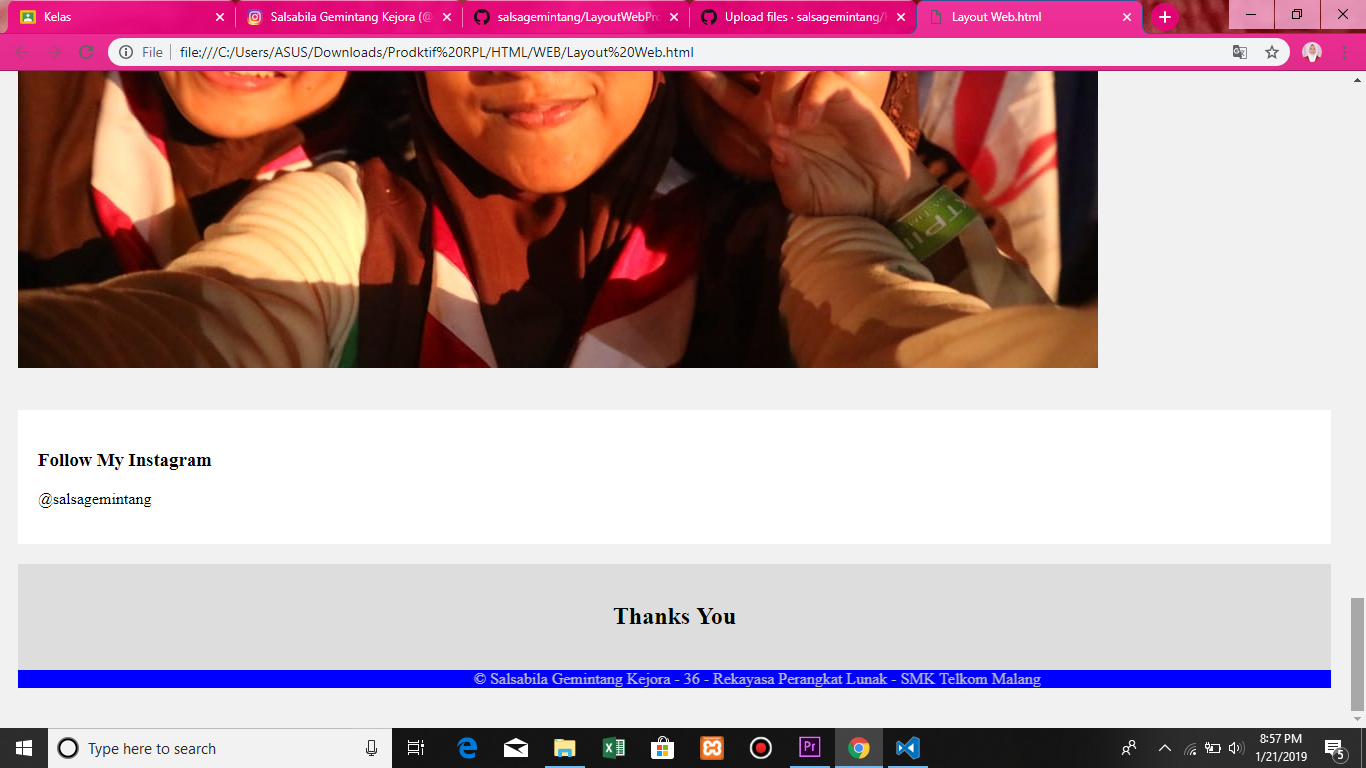 Kelas
Salsabila Gemintang Kejora (@
salsagemintang/LayoutWebPro
Upload files · salsagemintang/
Layout Web.html
File
file:///C:/Users/ASUS/Downloads/Prodktif%20RPL/HTML/WEB/Layout%20Web.html
Follow My Instagram
@salsagemintang
Thanks You
© Salsabila Gemintang Kejora - 36 - Rekayasa Perangkat Lunak - SMK Telkom Malang
Type here to search
Pr
8:57 PM
1/21/2019
5